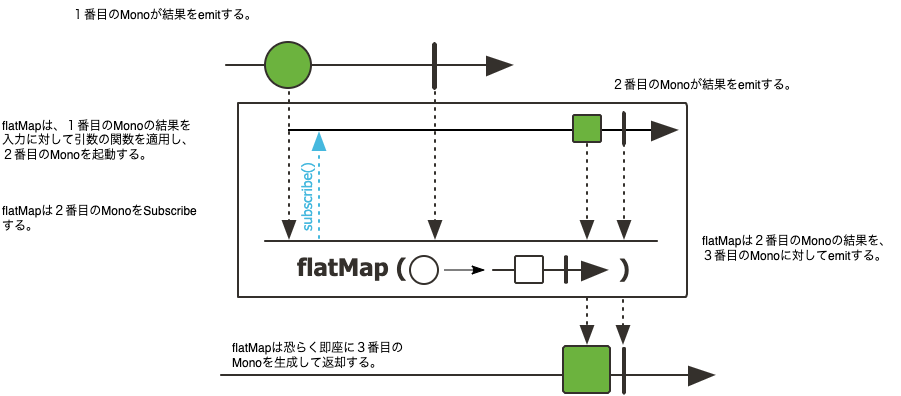 １番目のMonoが結果をemitする。
２番目のMonoが結果をemitする。
flatMapは、１番目のMonoの結果を
入力に対して引数の関数を適用し、
２番目のMonoを起動する。
subscribe()
flatMapは２番目のMonoをSubscribe
する。
flatMapは２番目のMonoの結果を、
３番目のMonoに対してemitする。
flatMap ( )
flatMapは恐らく即座に３番目の
Monoを生成して返却する。